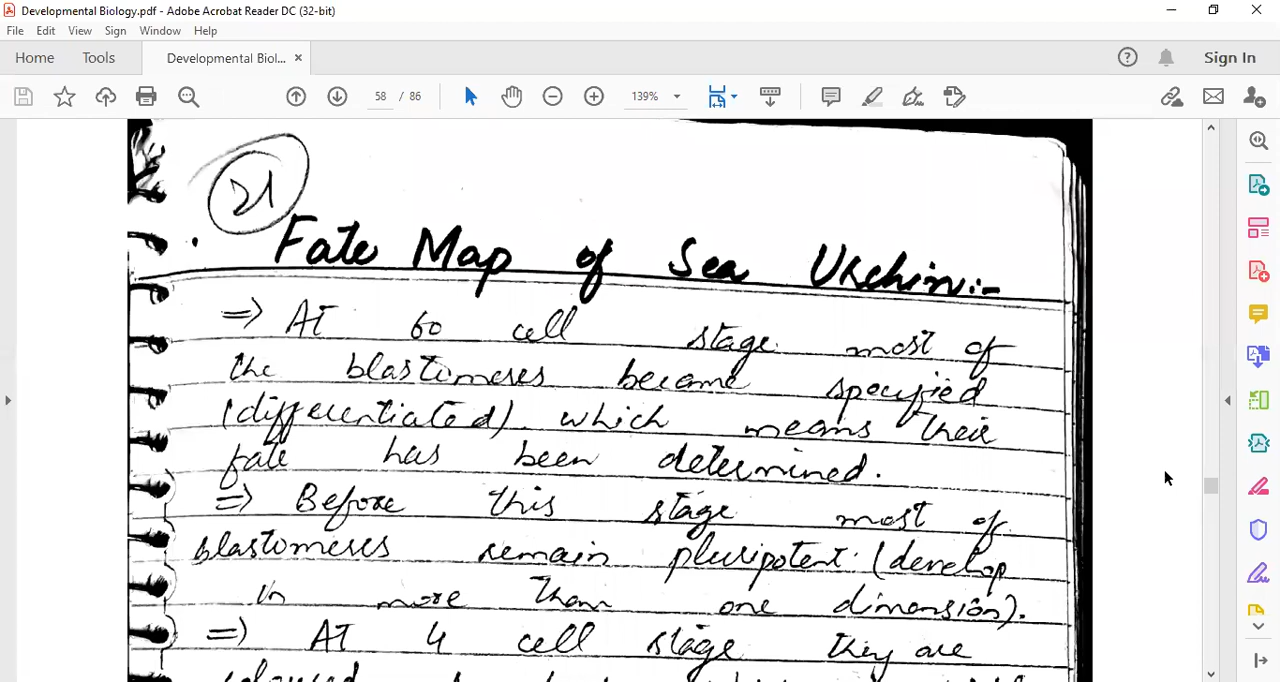 Developmental Biology.pdf - Adobe Acrobat Reader DC (32-bit)
File Edit View Sign Window Help
Home Tools Developmental Biol... × Sign In
58 / 86 139%
21
Fate Map of Sea Urchin:-
=> At 60 cell stage most of
the blastomeres become specified
(differentiated). which means their
fate has been determined.
=> Before this stage most of
blastomeres remain pluripotent (develop
in more than one dimension).
=> At 4 cell stage they are